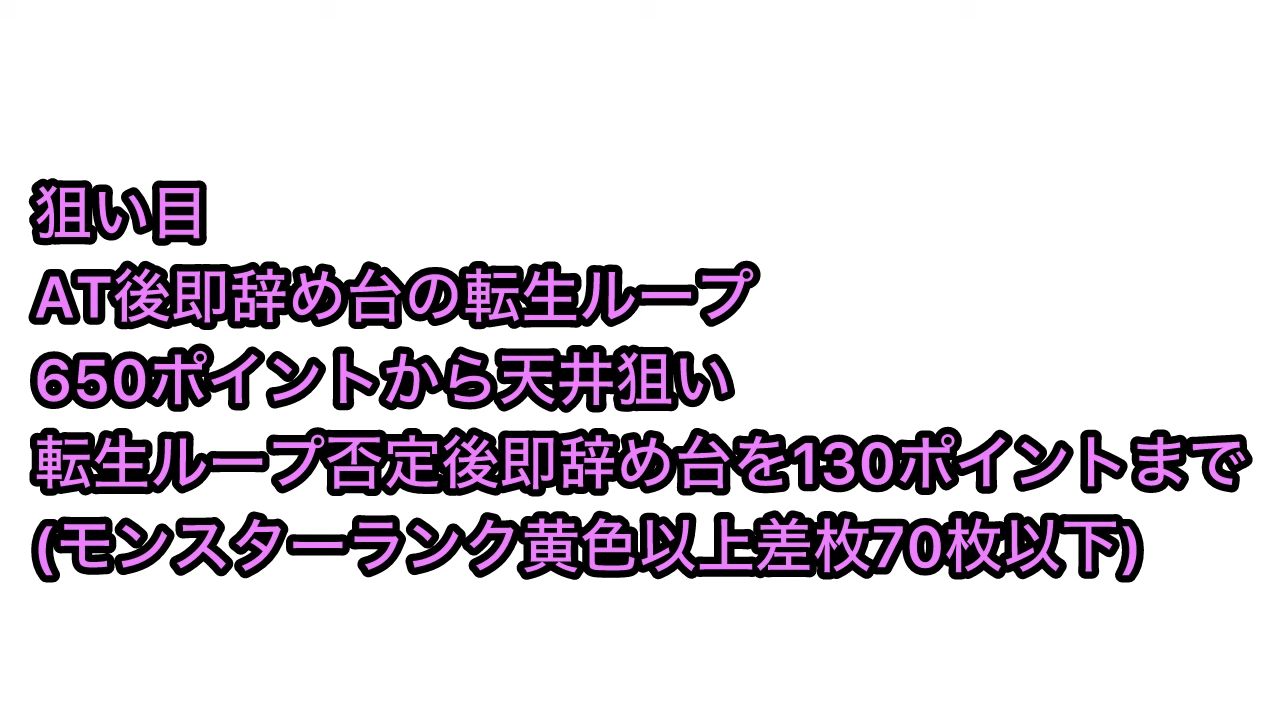 狙い目
AT後即辞め台の転生ループ
650ポイントから天井狙い
転生ループ否定後即辞め台を130ポイントまで
(モンスターランク黄色以上差枚70枚以下)